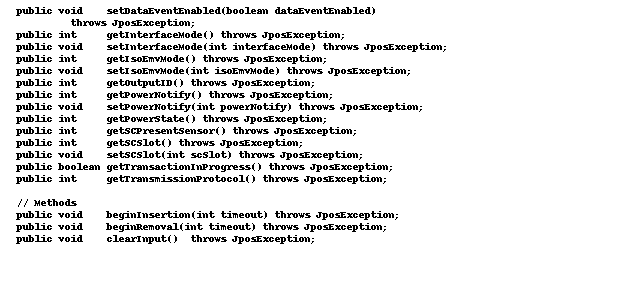 public void    setDataEventEnabled(boolean dataEventEnabled)
         throws JposException;
public int     getInterfaceMode() throws JposException;
public void    setInterfaceMode(int interfaceMode) throws JposException;
public int     getIsoEmvMode() throws JposException;
public void    setIsoEmvMode(int isoEmvMode) throws JposException;
public int     getOutputID() throws JposException;
public int     getPowerNotify() throws JposException;
public void    setPowerNotify(int powerNotify) throws JposException;
public int     getPowerState() throws JposException;
public int     getSCPresentSensor() throws JposException;
public int     getSCSlot() throws JposException;
public void    setSCSlot(int scSlot) throws JposException;
public boolean getTransactionInProgress() throws JposException;
public int     getTransmissionProtocol() throws JposException;

// Methods
public void    beginInsertion(int timeout) throws JposException;
public void    beginRemoval(int timeout) throws JposException;
public void    clearInput()  throws JposException;